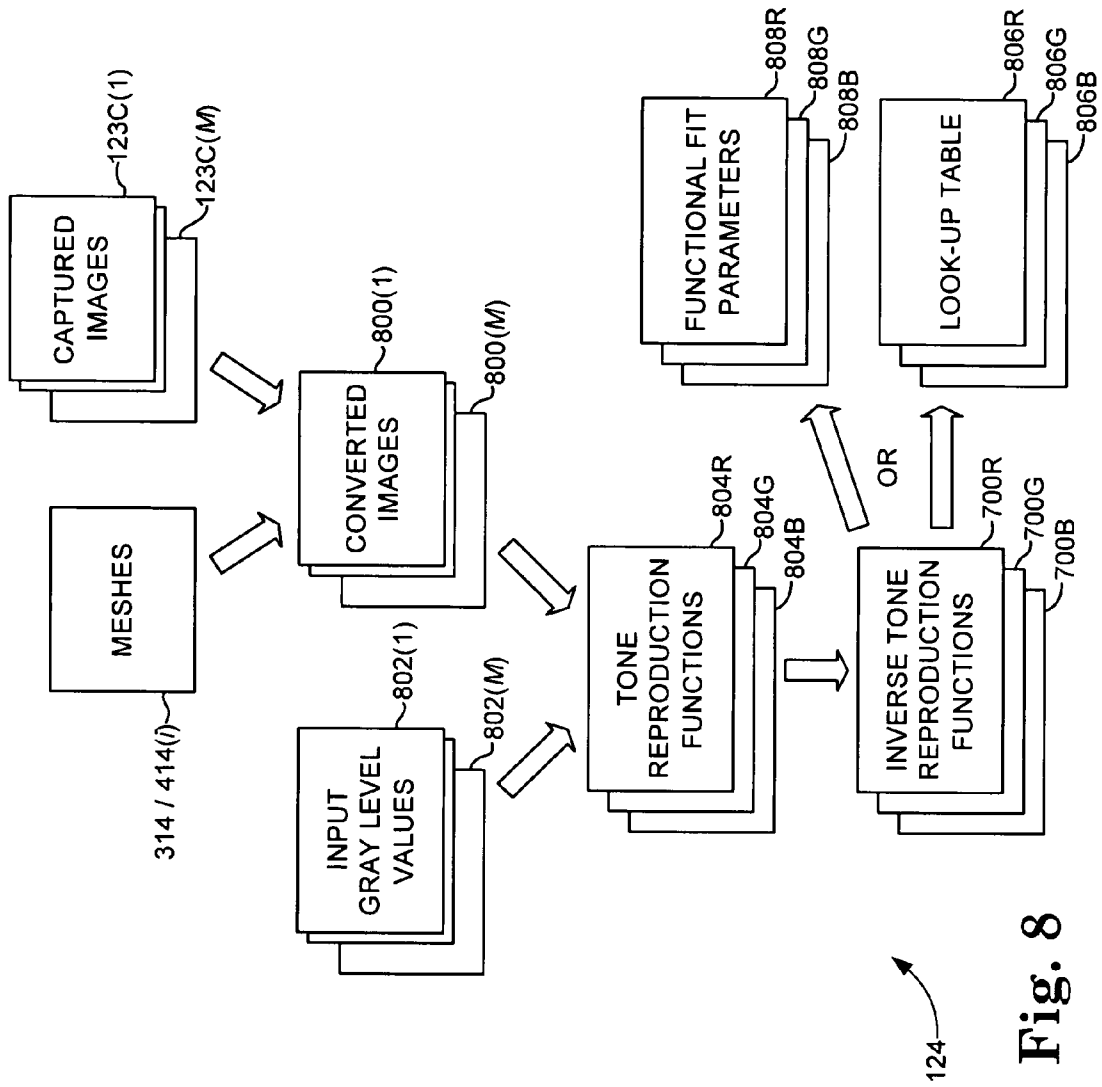 MESHES
314 / 414(i)
CAPTURED
IMAGES
123C(1)
123C(M)
INPUT
GRAY LEVEL
VALUES
802(1)
802(M)
CONVERTED
IMAGES
800(1)
800(M)
TONE
REPRODUCTION
FUNCTIONS
804R
804G
804B
FUNCTIONAL FIT
PARAMETERS
808R
808G
808B
OR
INVERSE TONE
REPRODUCTION
FUNCTIONS
700R
700G
700B
LOOK-UP TABLE
806R
806G
806B
124
Fig. 8